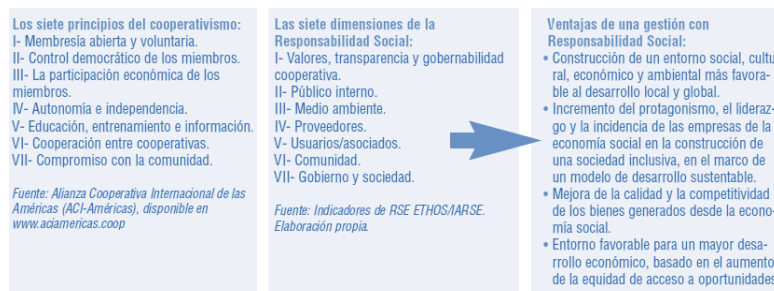 Los siete principios del cooperativismo:
I- Membresía abierta y voluntaria.
II- Control democrático de los miembros.
III- La participación económica de los
miembros.
IV- Autonomia e independencia.
V- Educación, entrenamiento e información.
VI- Cooperación entre cooperativas.
VII- Compromiso con la comunidad.
Fuente: Alianza Cooperativa Internacional de las
Américas (ACI-Américas), disponible en
www.aciamericas.coop
Las siete dimensiones de la
Responsabilidad Social:
I- Valores, transparencia y gobernabilidad
cooperativa.
II- Público interno.
III- Medio ambiente.
IV- Proveedores.
V- Usuarios/asociados.
VI- Comunidad.
VII- Gobierno y sociedad.
Fuente: Indicadores de RSE ETHOS/IARSE.
Elaboración propia.
Ventajas de una gestión con
Responsabilidad Social:
• Construcción de un entorno social, cultu
ral, económico y ambiental más favora-
ble al desarrollo local y global.
• Incremento del protagonismo, el lideraz-
go y la incidencia de las empresas de la
economía social en la construcción de
una sociedad inclusiva, en el marco de
un modelo de desarrollo sustentable.
• Mejora de la calidad y la competitividad
de los bienes generados desde la econo-
mía social.
• Entorno favorable para un mayor desa-
rrollo económico, basado en el aumento
de la equidad de acceso a oportunidades